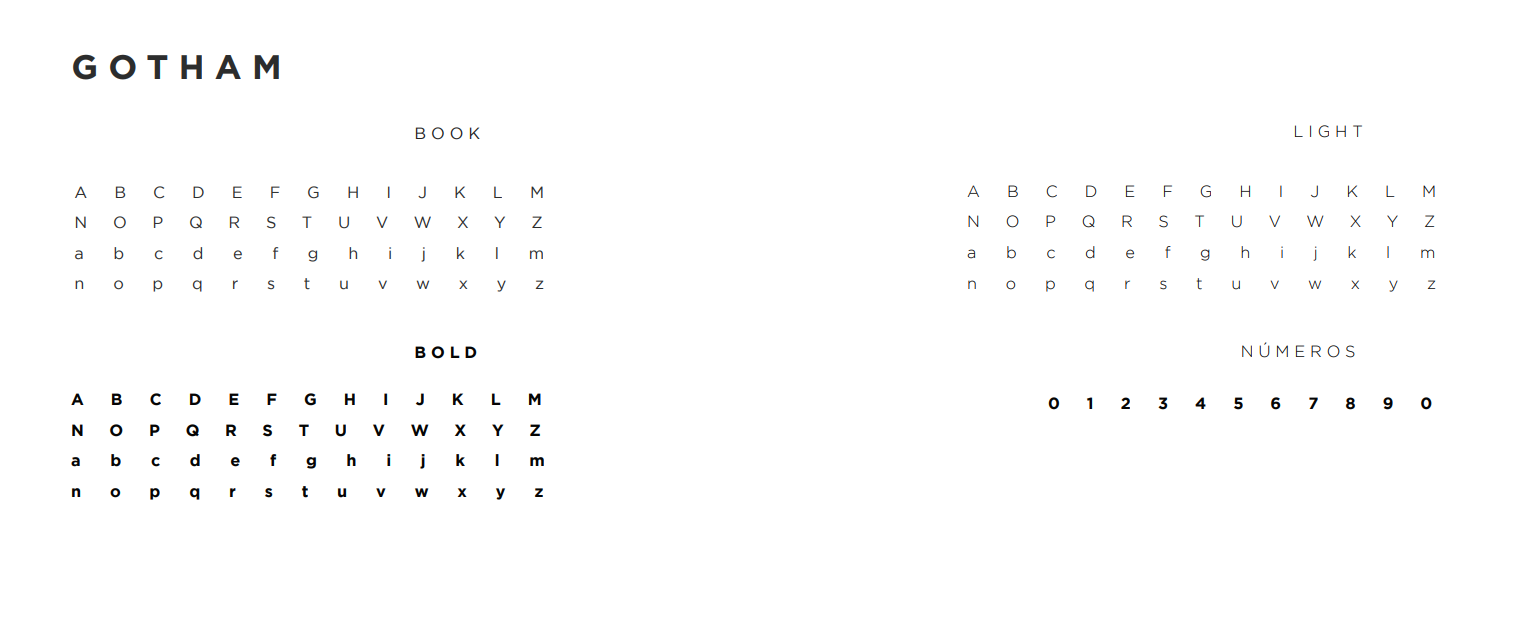 GOTHAM
BOOK
A B C D E F G H I J K L M
N O P Q R S T U V W X Y Z
a b c d e f g h i j k l m
n o p q r s t u v w x y z
LIGHT
A B C D E F G H I J K L M
N O P Q R S T U V W X Y Z
a b c d e f g h i j k l m
n o p q r s t u v w x y z
BOLD
A B C D E F G H I J K L M
N O P Q R S T U V W X Y Z
a b c d e f g h i j k l m
n o p q r s t u v w x y z
NÚMEROS
0 1 2 3 4 5 6 7 8 9 0